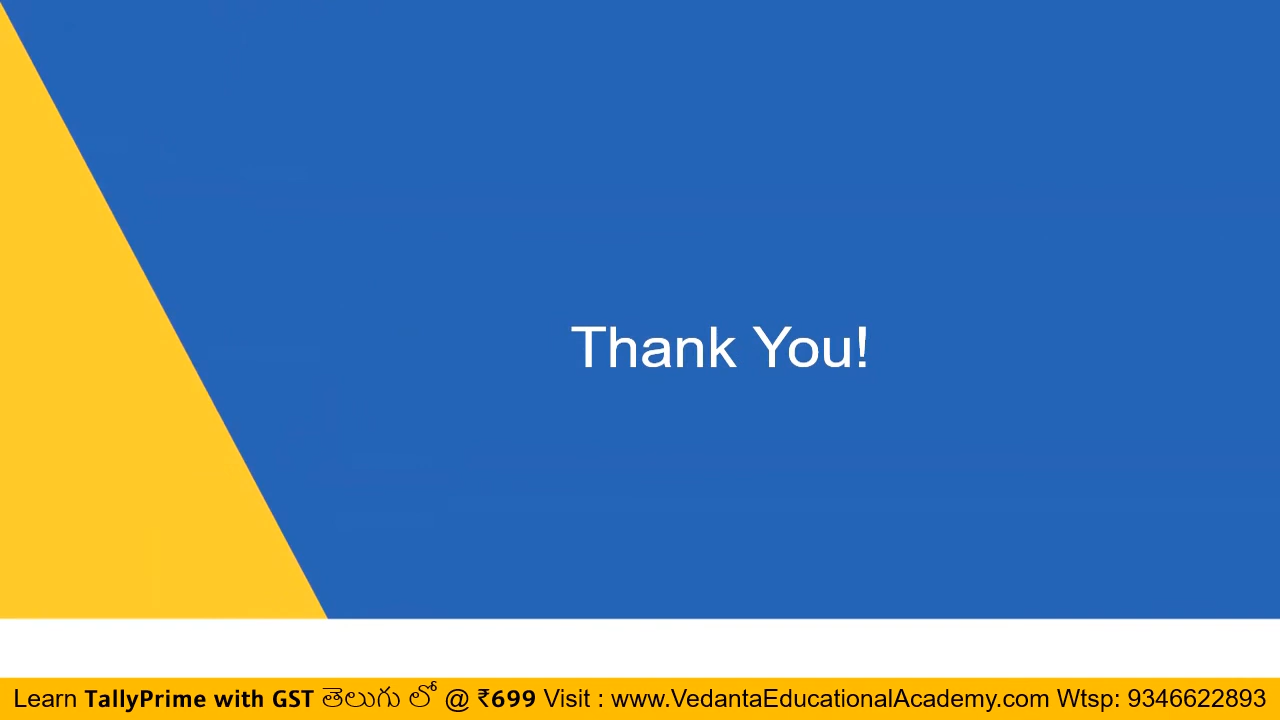 Thank You!
Learn TallyPrime with GST తెలుగు లో @ ₹699 Visit : www.VedantaEducationalAcademy.com Wtsp: 9346622893